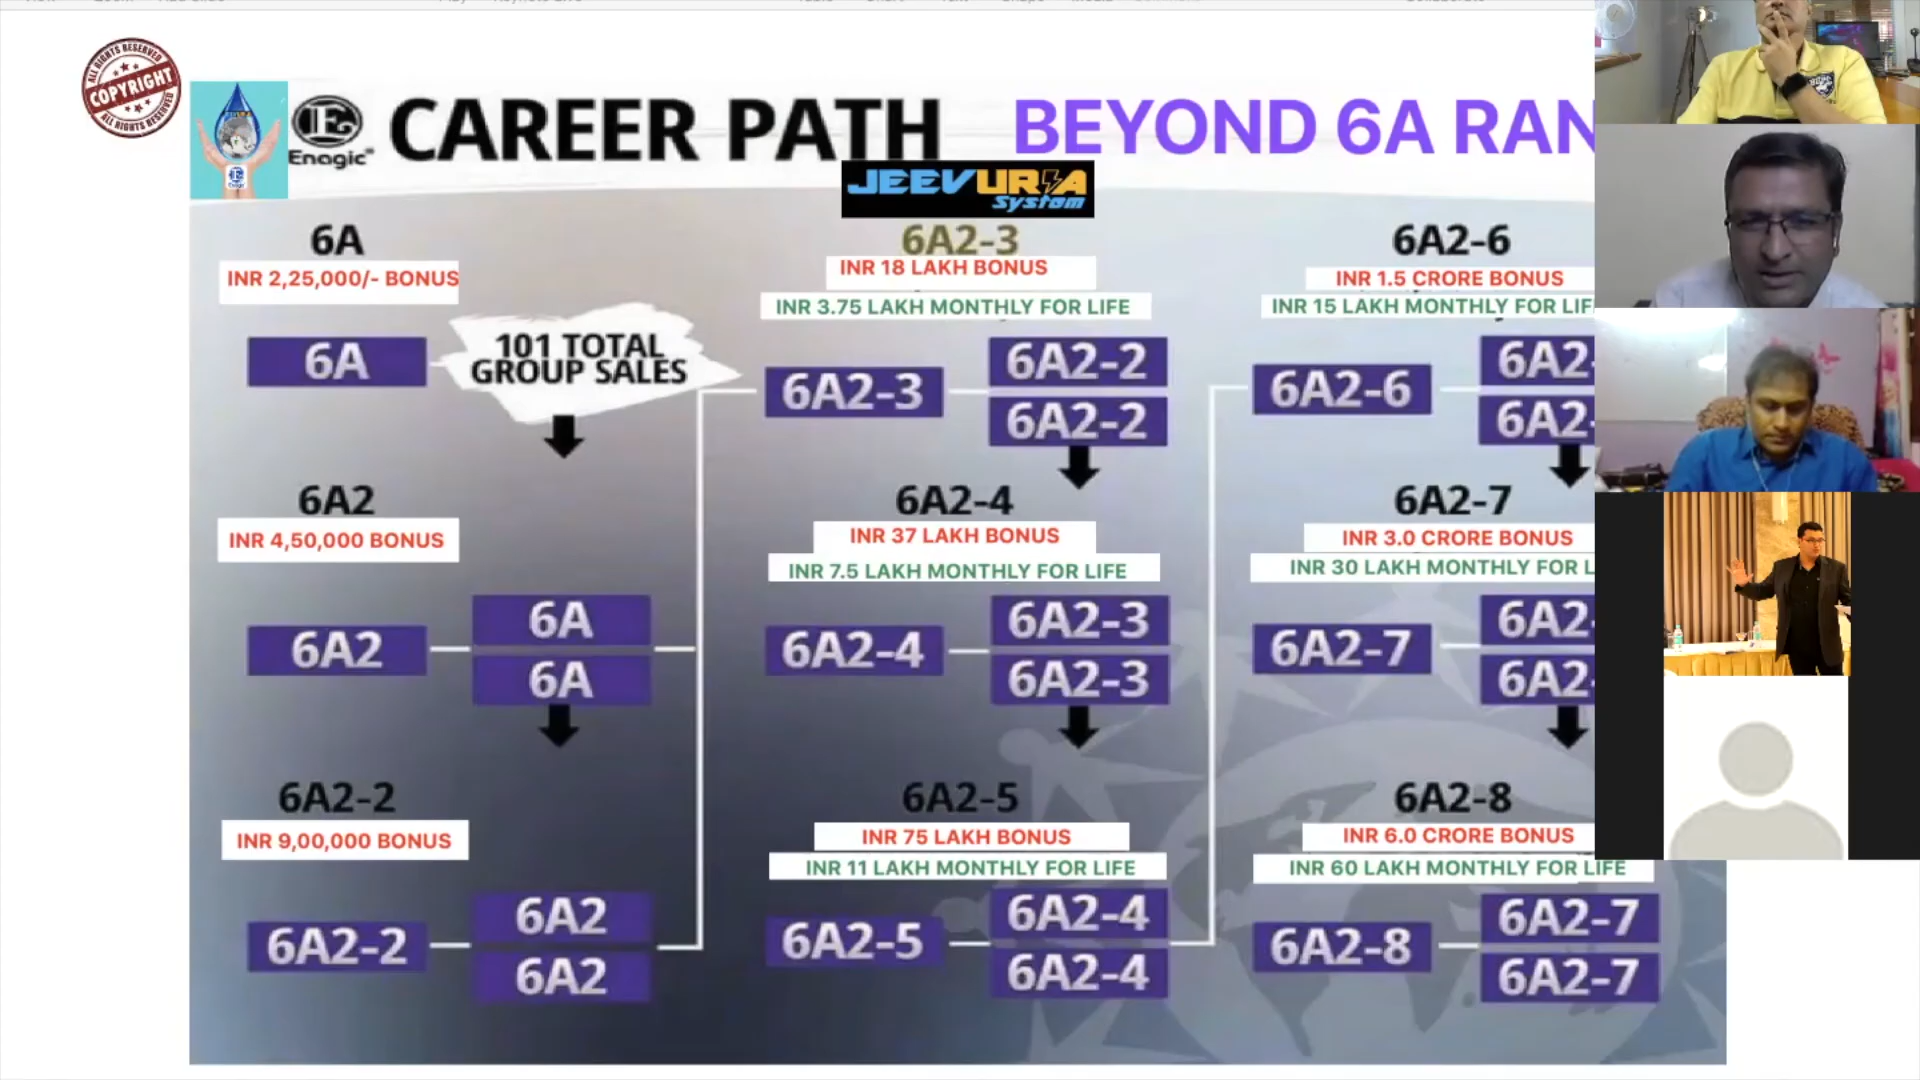 ALL RIGHTS RESERVED
COPYRIGHT
ALL RIGHTS RESERVED
Enagic
CAREER PATH
BEYOND 6A RAN
JEEVURJA
System
6A
INR 2,25,000/- BONUS
6A
101 TOTAL
GROUP SALES
6A2
INR 4,50,000 BONUS
6A2
6A
6A
6A2-2
INR 9,00,000 BONUS
6A2-2
6A2
6A2
6A2-3
INR 18 LAKH BONUS
INR 3.75 LAKH MONTHLY FOR LIFE
6A2-3
6A2-2
6A2-2
6A2-4
INR 37 LAKH BONUS
INR 7.5 LAKH MONTHLY FOR LIFE
6A2-4
6A2-3
6A2-3
6A2-5
INR 75 LAKH BONUS
INR 11 LAKH MONTHLY FOR LIFE
6A2-5
6A2-4
6A2-4
6A2-6
INR 1.5 CRORE BONUS
INR 15 LAKH MONTHLY FOR LIF
6A2-6
6A2-
6A2-
6A2-7
INR 3.0 CRORE BONUS
INR 30 LAKH MONTHLY FOR L
6A2-7
6A2-
6A2-
6A2-8
INR 6.0 CRORE BONUS
INR 60 LAKH MONTHLY FOR LIFE
6A2-8
6A2-7
6A2-7